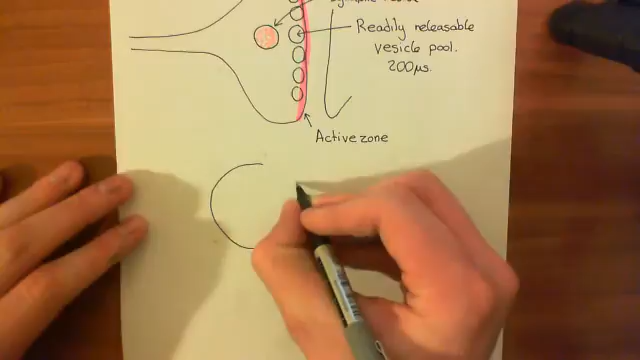 Readily releasable
vesicle pool.
200µs.
Active zone